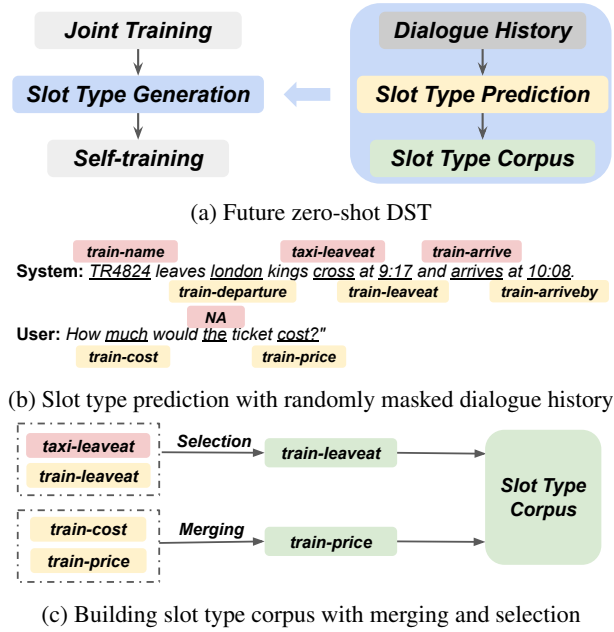 Joint Training
Dialogue History
Slot Type Generation
Slot Type Prediction
Self-training
Slot Type Corpus
(a) Future zero-shot DST
train-name
taxi-leaveat
train-arrive
System: TR4824 leaves london kings cross at 9:17 and arrives at 10:08.
train-departure
train-leaveat
train-arriveby
NA
User: How much would the ticket cost?"
train-cost
train-price
(b) Slot type prediction with randomly masked dialogue history
taxi-leaveat
train-leaveat
Selection
train-leaveat
train-cost
train-price
Merging
train-price
Slot Type
Corpus
(c) Building slot type corpus with merging and selection